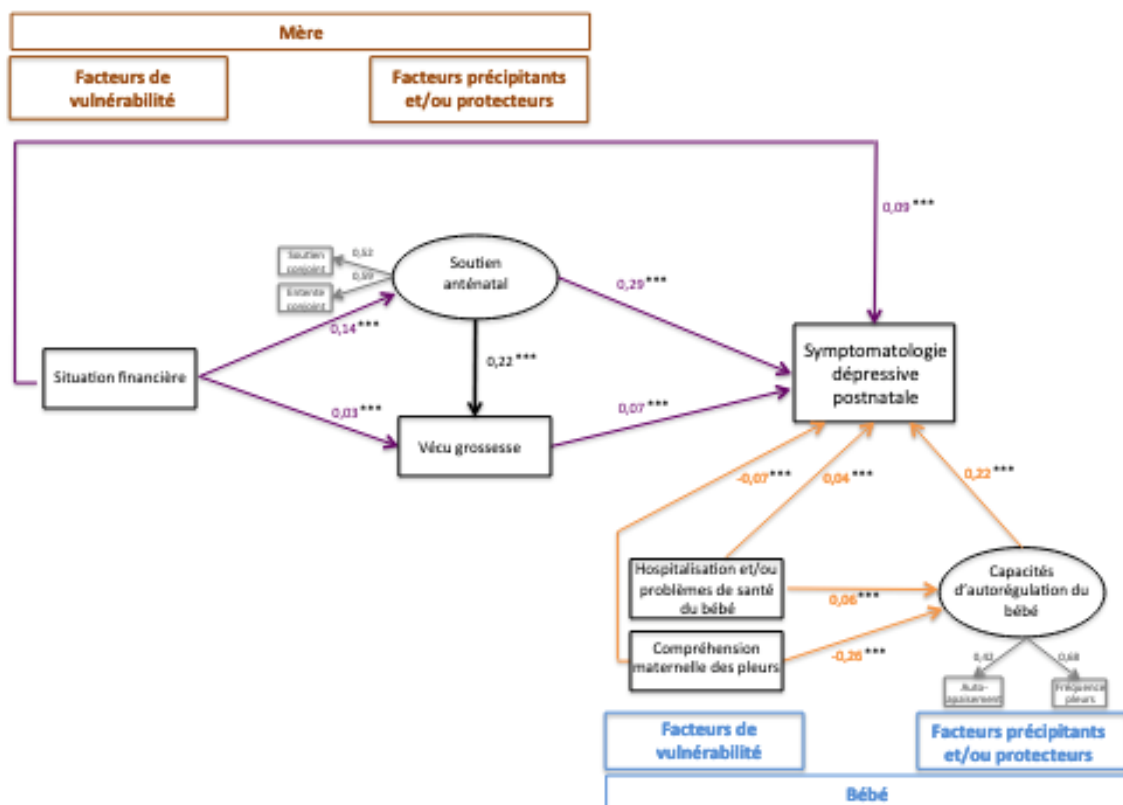 Mère
Facteurs de
vulnérabilité
Facteurs précipitants
et/ou protecteurs
0,09***
Soutien
conjoint
0,52
Entente
conjoint
0,59
Soutien
anténatal
0,29***
0,14***
Situation financière
0,22***
Symptomatologie
dépressive
postnatale
0,03***
Vécu grossesse
0,07***
-0,07***
0,04***
0,22***
Hospitalisation et/ou
problèmes de santé
du bébé
0,06***
Capacités
d'autorégulation du
bébé
Compréhension
maternelle des pleurs
-0,26***
0,42
0,68
Auto-
apaisement
Fréquence
pleurs
Facteurs de
vulnérabilité
Facteurs précipitants
et/ou protecteurs
Bébé